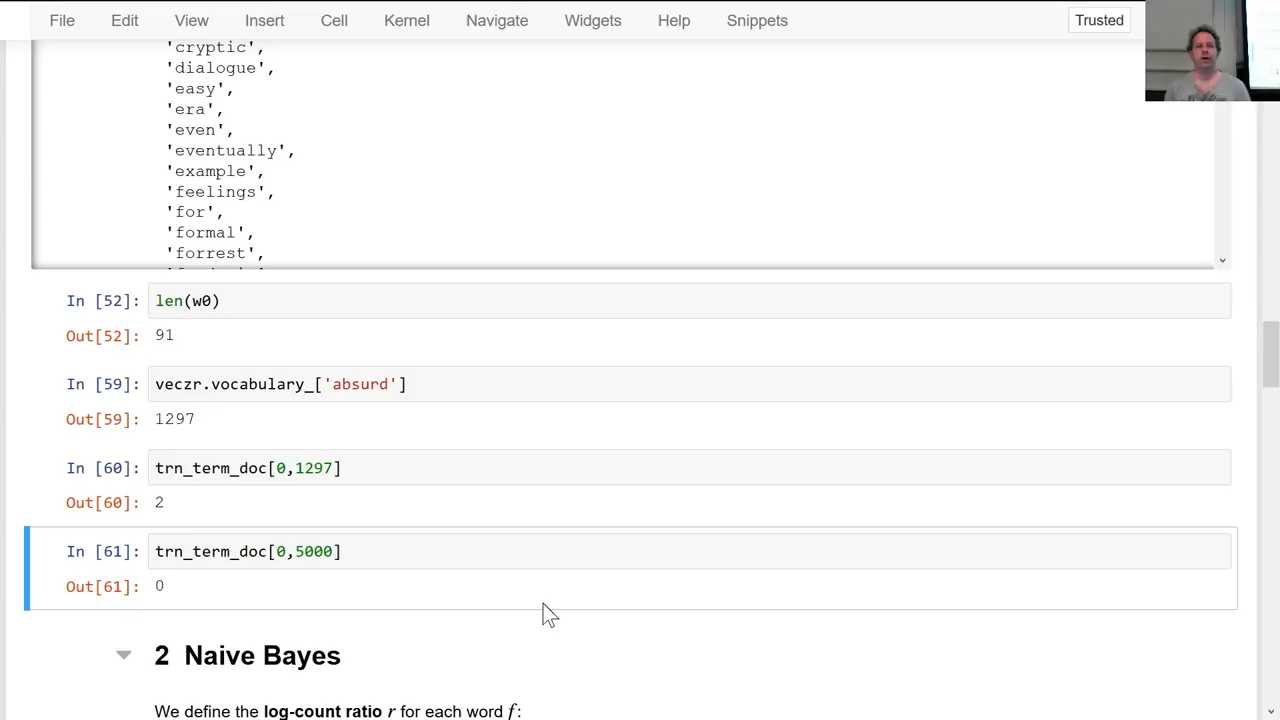 File Edit View Insert Cell Kernel Navigate Widgets Help Snippets Trusted
'cryptic',
'dialogue',
'easy',
'era',
'even',
'eventually',
'example',
'feelings',
'for',
'formal',
'forrest',
In [52]: len(w0)
Out[52]: 91
In [59]: veczr.vocabulary_['absurd']
Out[59]: 1297
In [60]: trn_term_doc[0,1297]
Out[60]: 2
In [61]: trn_term_doc[0,5000]
Out[61]: 0
2 Naive Bayes
We define the log-count ratio r for each word f: